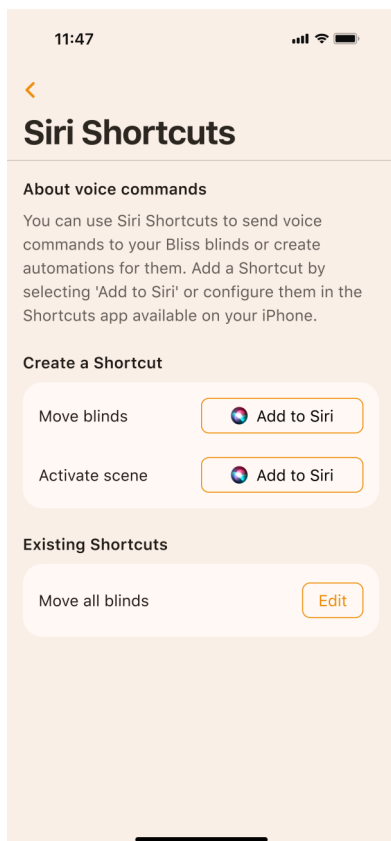 11:47
Siri Shortcuts
About voice commands
You can use Siri Shortcuts to send voice
commands to your Bliss blinds or create
automations for them. Add a Shortcut by
selecting 'Add to Siri' or configure them in the
Shortcuts app available on your iPhone.
Create a Shortcut
Move blinds Add to Siri
Activate scene Add to Siri
Existing Shortcuts
Move all blinds Edit